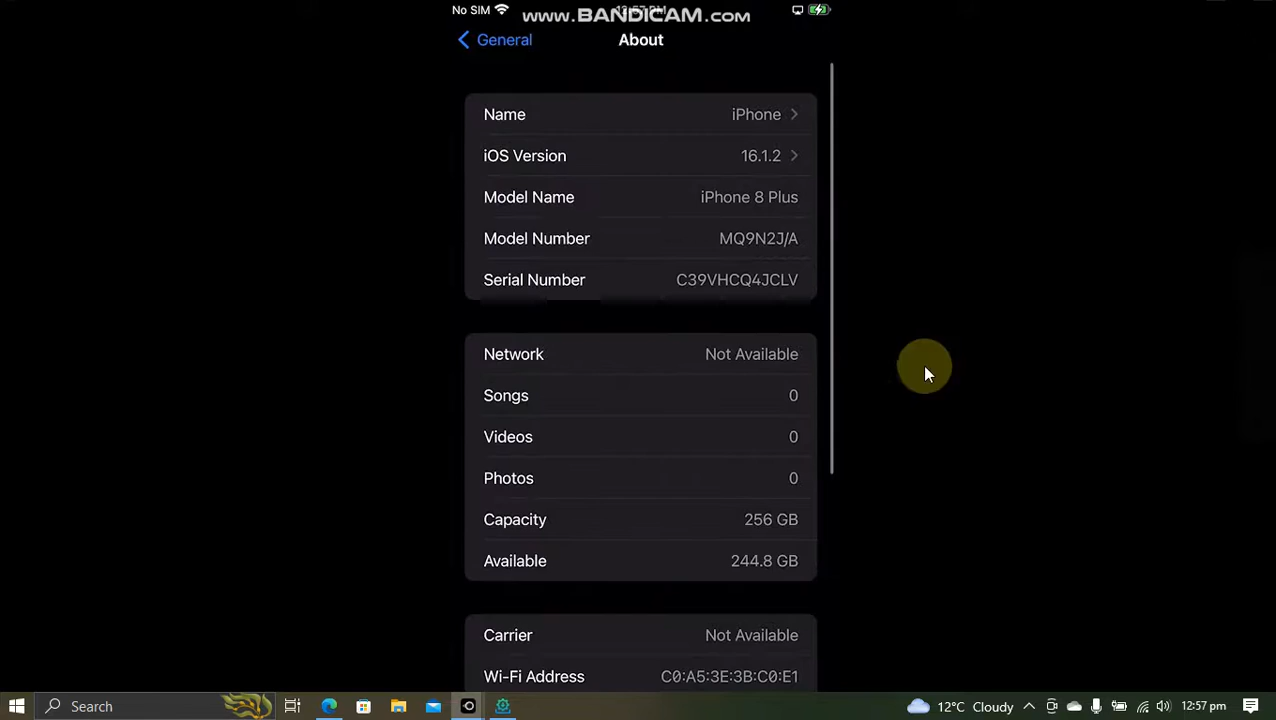 No SIM
12:57 PM
www.BANDICAM.com
General
About
Name iPhone
iOS Version 16.1.2
Model Name iPhone 8 Plus
Model Number MQ9N2J/A
Serial Number C39VHCQ4JCLV
Network Not Available
Songs 0
Videos 0
Photos 0
Capacity 256 GB
Available 244.8 GB
Carrier Not Available
Wi-Fi Address C0:A5:3E:3B:C0:E1
Search 12°C Cloudy 12:57 pm